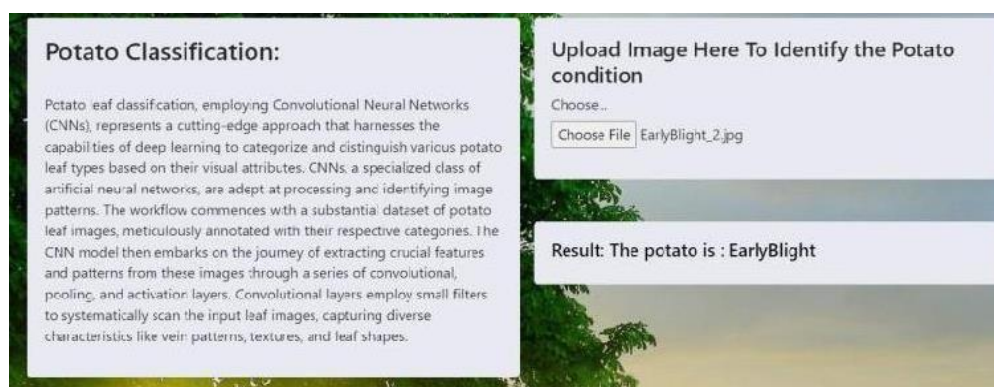 Potato Classification:
Potato leaf classification, employing Convolutional Neural Networks
(CNNs), represents a cutting-edge approach that harnesses the
capabilities of deep learning to categorize and distinguish various potato
leaf types based on their visual attributes. CNNs, a specialized class of
artificial neural networks, are adept at processing and identifying image
patterns. The workflow commences with a substantial dataset of potato
leaf images, meticulously annotated with their respective categories. The
CNN model then embarks on the journey of extracting crucial features
and patterns from these images through a series of convolutional,
pooling, and activation layers. Convolutional layers employ small filters
to systematically scan the input leaf images, capturing diverse
characteristics like vein patterns, textures, and leaf shapes.
Upload Image Here To Identify the Potato
condition
Choose...
Choose File EarlyBlight_2.jpg
Result: The potato is : EarlyBlight